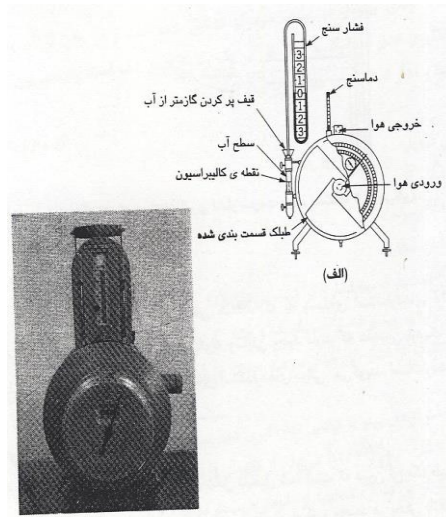 فشار سنج
3
2
1
0
1
2
3
دماسنج
قیف پر کردن گازمتر از آب
خروجی هوا
سطح آب
نقطه ی کالیبراسیون
ورودی هوا
طبلک قسمت بندی شده
(الف)